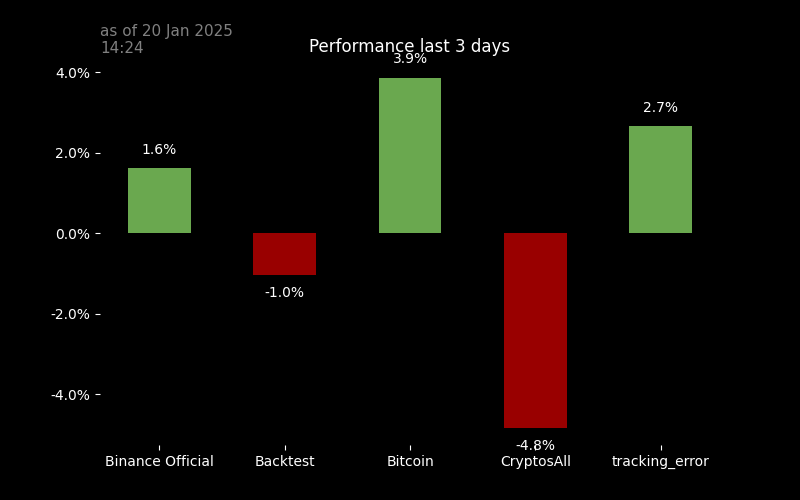 as of 20 Jan 2025
14:24
Performance last 3 days
3.9%
4.0%
2.7%
2.0%
1.6%
0.0%
-1.0%
-2.0%
-4.0%
-4.8%
Binance Official
Backtest
Bitcoin
CryptosAll
tracking_error